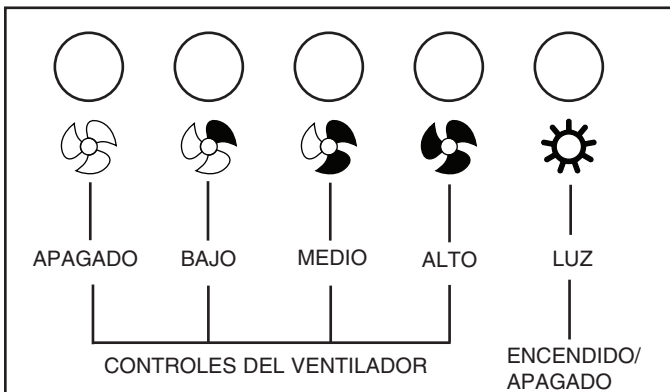 APAGADO BAJO MEDIO ALTO LUZ
CONTROLES DEL VENTILADOR
ENCENDIDO/
APAGADO